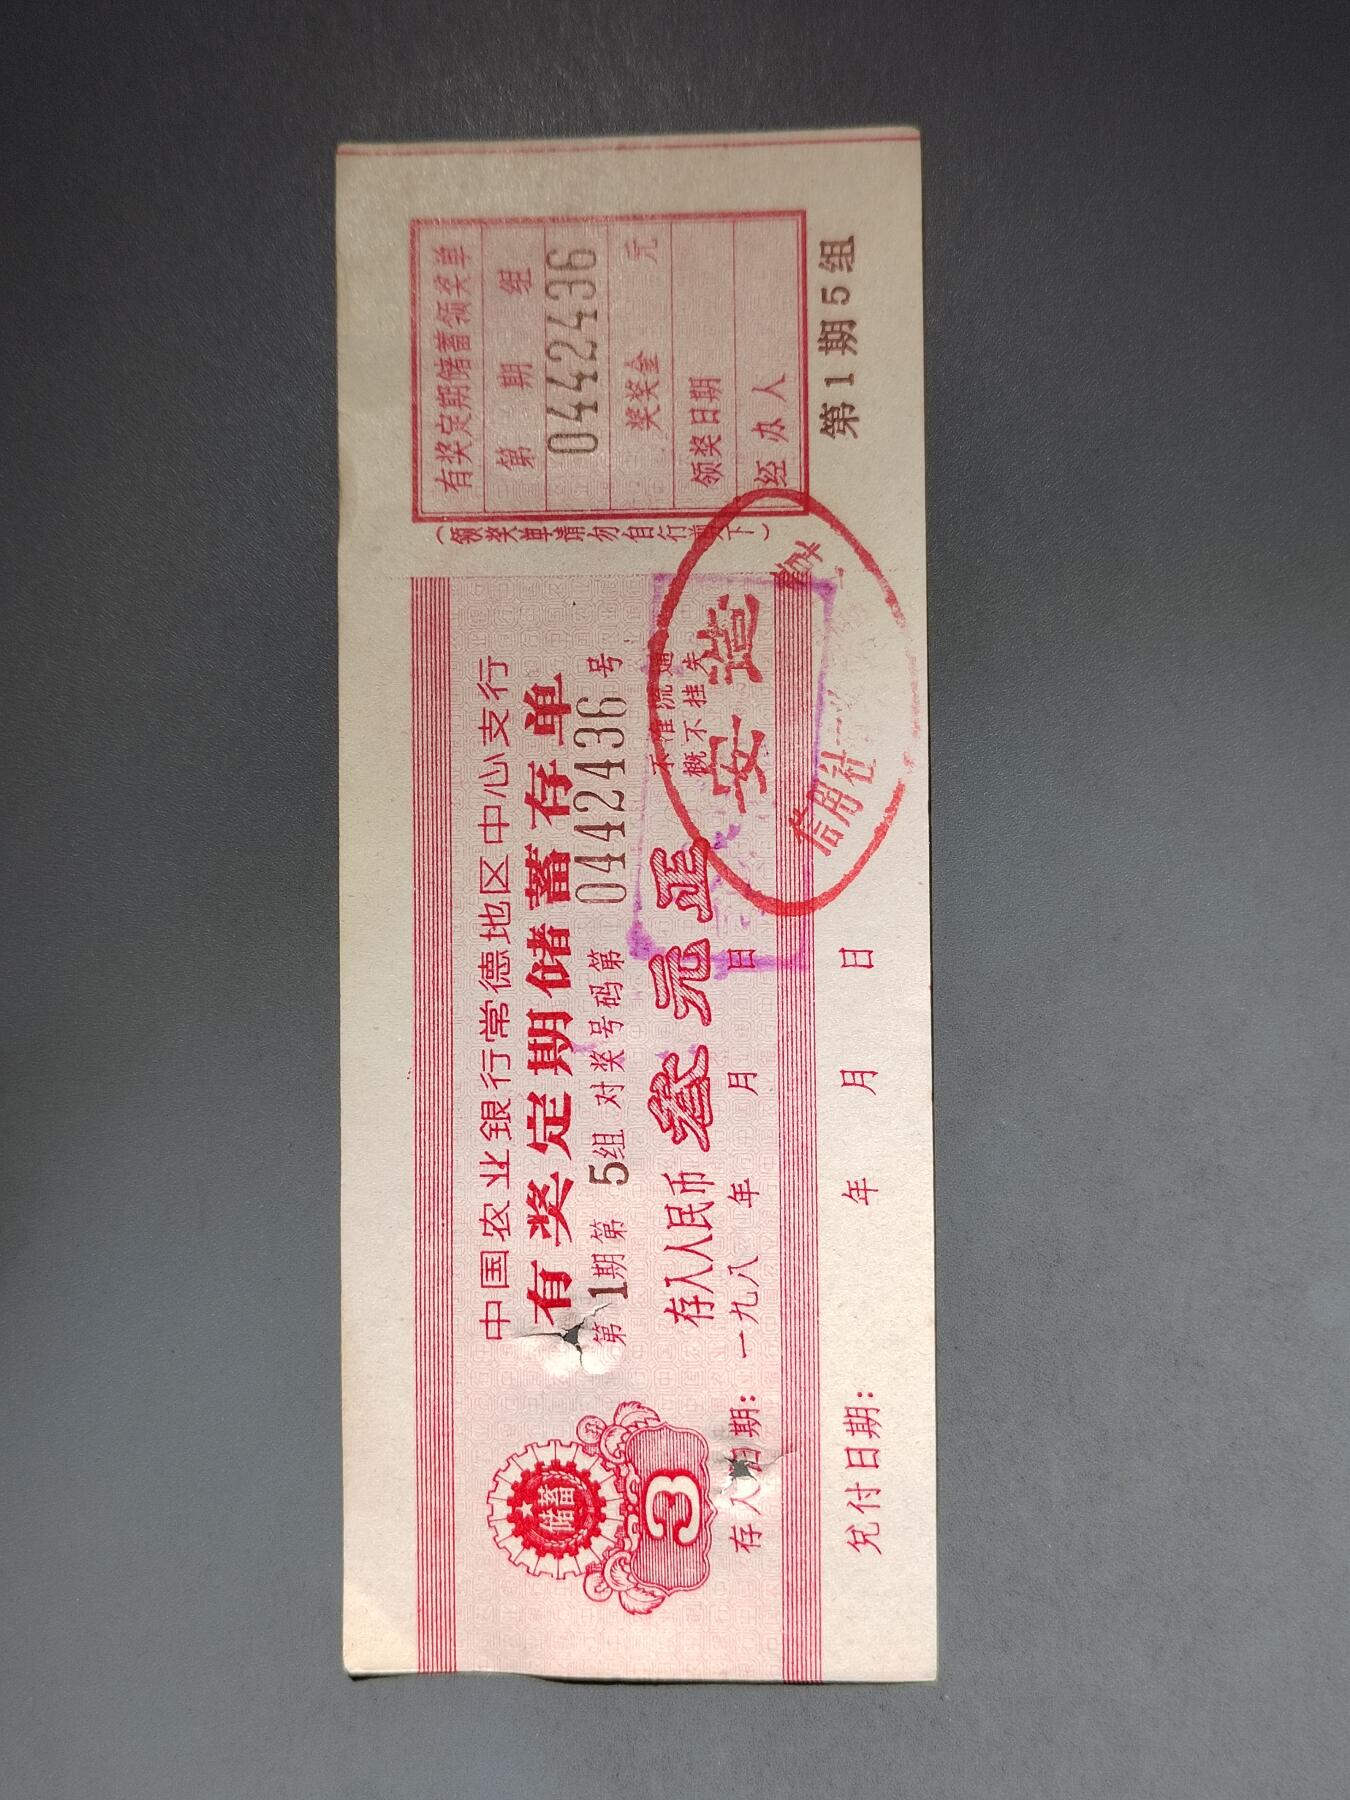 中国农业銀行常德地区中心支行
有奖定期储蓄存单
第1期第5组 对奖号码第0442436号
存入人民币叁元正
不准流通
概不挂失
存入日期：一九八 年 月 日
兑付日期： 年 月 日
储蓄
3
(领奖单请勿自行剪下)
有奖定期储蓄领奖单
第 期 组
0442436
奖奖金 元
领奖日期
经办人
第1期5组
安
信用社